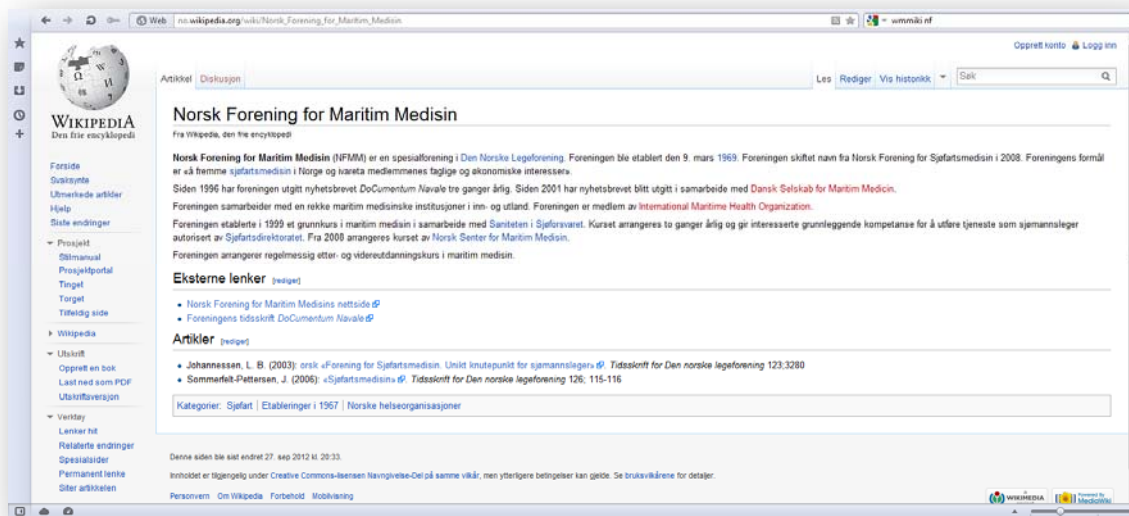 Web no.wikipedia.org/wiki/Norsk_Forening_for_Maritim_Medisin
wmmiki nf
Opprett konto Logg inn
Artikkel Diskusjon
Les Rediger Vis historikk Søk
WIKIPEDIA
Den frie encyklopedi
Forside
Svaksynte
Utmerkede artikler
Hjelp
Siste endringer
Prosjekt
Stilmanual
Prosjektportal
Tinget
Torget
Tilfeldig side
Wikipedia
Utskrift
Opprett en bok
Last ned som PDF
Utskriftsversjon
Verktøy
Lenker hit
Relaterte endringer
Spesialsider
Permanent lenke
Siter artikkelen
Norsk Forening for Maritim Medisin
Fra Wikipedia, den frie encyklopedi
Norsk Forening for Maritim Medisin (NFMM) er en spesialforening i Den Norske Legeforening. Foreningen ble etablert den 9. mars 1969. Foreningen skiftet navn fra Norsk Forening for Sjøfartsmedisin i 2008. Foreningens formål
er «å fremme sjøfartsmedisin i Norge og ivareta medlemmenes faglige og økonomiske interesser».
Siden 1996 har foreningen utgitt nyhetsbrevet DoCumentum Navale tre ganger årlig. Siden 2001 har nyhetsbrevet blitt utgitt i samarbeide med Dansk Selskab for Maritim Medicin.
Foreningen samarbeider med en rekke maritim medisinske institusjoner i inn- og utland. Foreningen er medlem av International Maritime Health Organization.
Foreningen etablerte i 1999 et grunnkurs i maritim medisin i samarbeide med Saniteten i Sjøforsvaret. Kurset arrangeres to ganger årlig og gir interesserte grunnleggende kompetanse for å utføre tjeneste som sjømannsleger
autorisert av Sjøfartsdirektoratet. Fra 2008 arrangeres kurset av Norsk Senter for Maritim Medisin.
Foreningen arrangerer regelmessig etter- og videreutdanningskurs i maritim medisin.
Eksterne lenker [rediger]
Norsk Forening for Maritim Medisins nettside
Foreningens tidsskrift DoCumentum Navale
Artikler [rediger]
Johannessen, L. B. (2003): orsk «Forening for Sjøfartsmedisin. Unikt knutepunkt for sjømannsleger». Tidsskrift for Den norske legeforening 123;3280
Sommerfelt-Pettersen, J. (2006): «Sjøfartsmedisin». Tidsskrift for Den norske legeforening 126; 115-116
Kategorier: Sjøfart | Etableringer i 1967 | Norske helseorganisasjoner
Denne siden ble sist endret 27. sep 2012 kl. 20:33.
Innholdet er tilgjengelig under Creative Commons-lisensen Navngivelse-Del på samme vilkår, men ytterligere betingelser kan gjelde. Se bruksvilkårene for detaljer.
Personvern Om Wikipedia Forbehold Mobilvisning
WIKIMEDIA Powered By MediaWiki